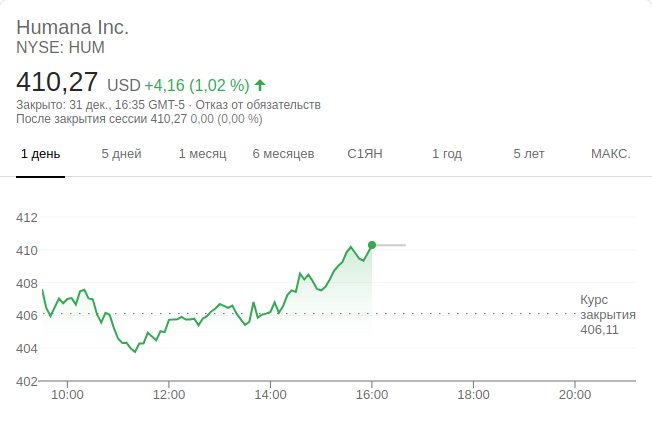 Humana Inc.
NYSE: HUM
410,27 USD +4,16 (1,02 %)
Закрыто: 31 дек., 16:35 GMT-5 · Отказ от обязательств
После закрытия сессии 410,27 0,00 (0,00 %)
1 день 5 дней 1 месяц 6 месяцев С1ЯН 1 год 5 лет МАКС.
412
410
408
406
404
402
Курс
закрытия
406,11
10:00 12:00 14:00 16:00 18:00 20:00